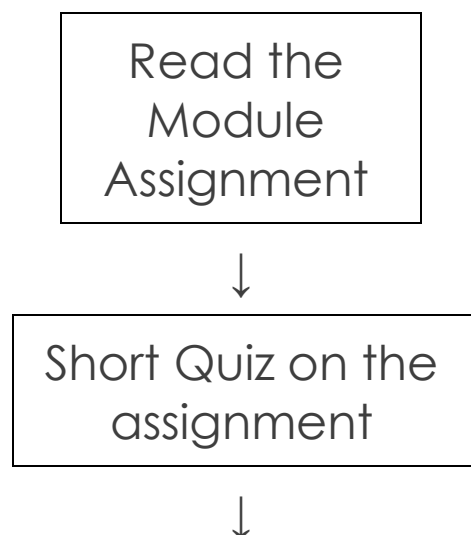 Read the
Module
Assignment
↓
Short Quiz on the
assignment
↓